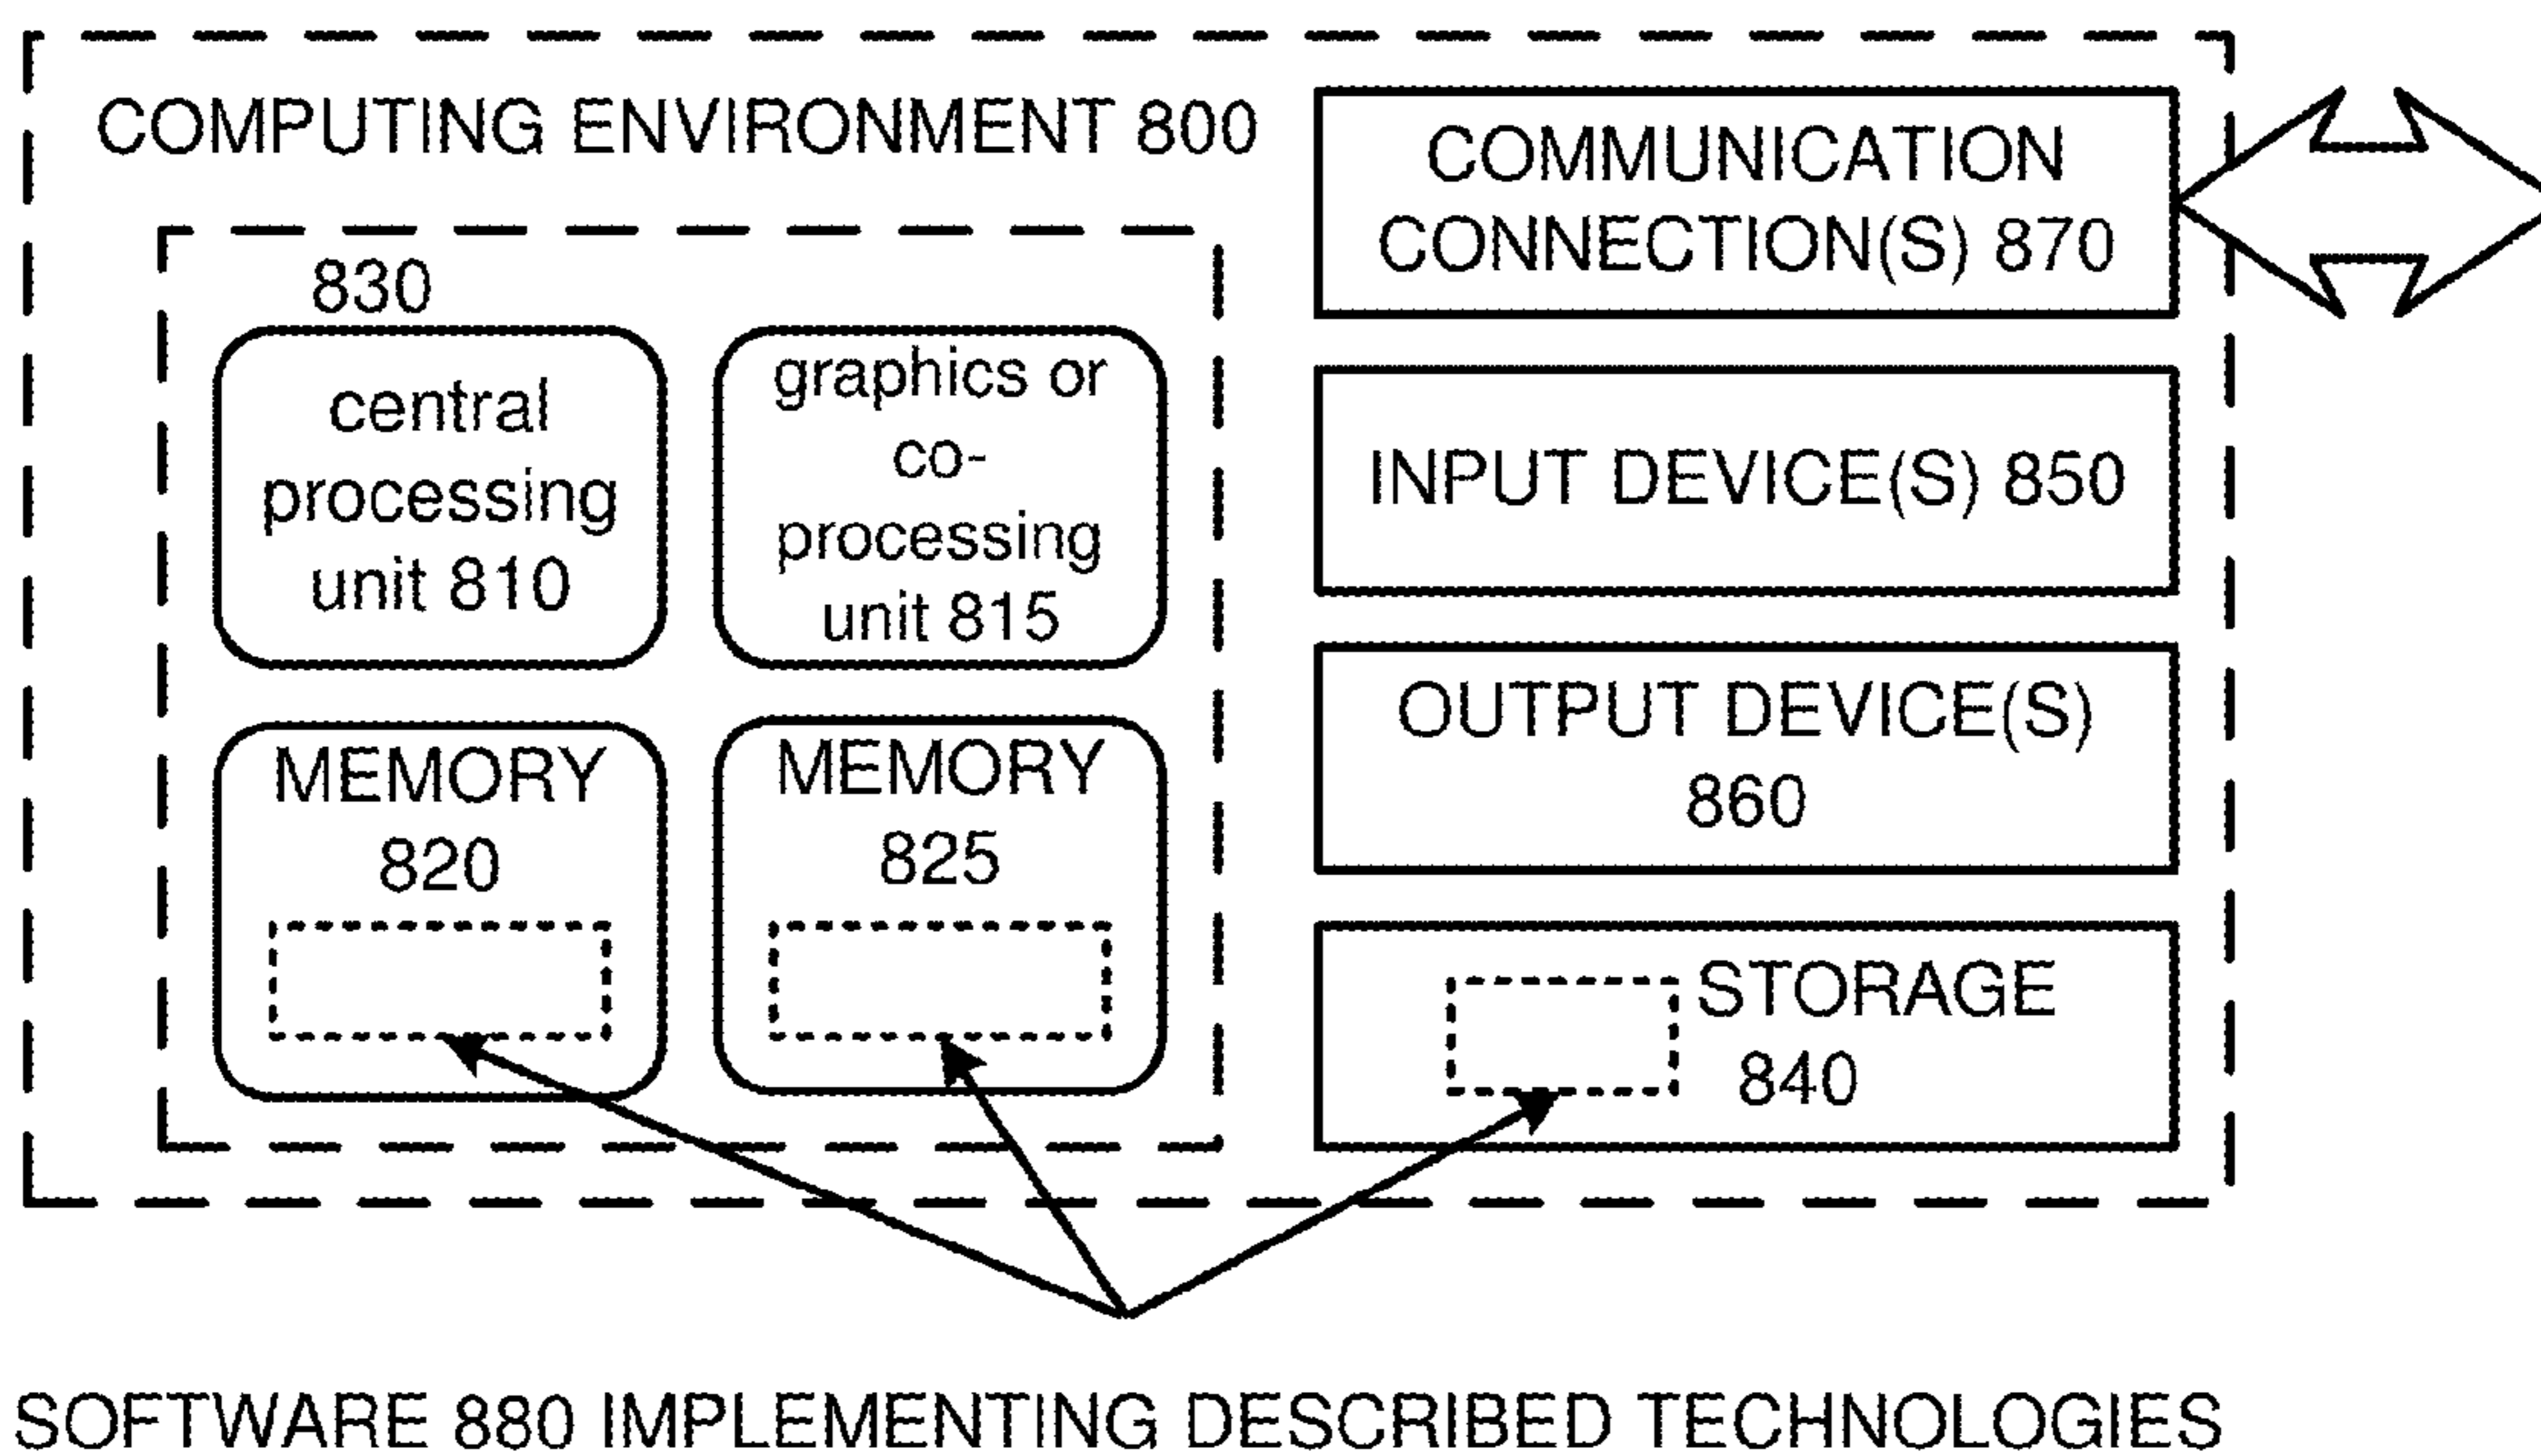 COMPUTING ENVIRONMENT 800
830
central
processing
unit 810
graphics or
co-
processing
unit 815
MEMORY
820
MEMORY
825
COMMUNICATION
CONNECTION(S) 870
INPUT DEVICE(S) 850
OUTPUT DEVICE(S)
860
STORAGE
840
SOFTWARE 880 IMPLEMENTING DESCRIBED TECHNOLOGIES